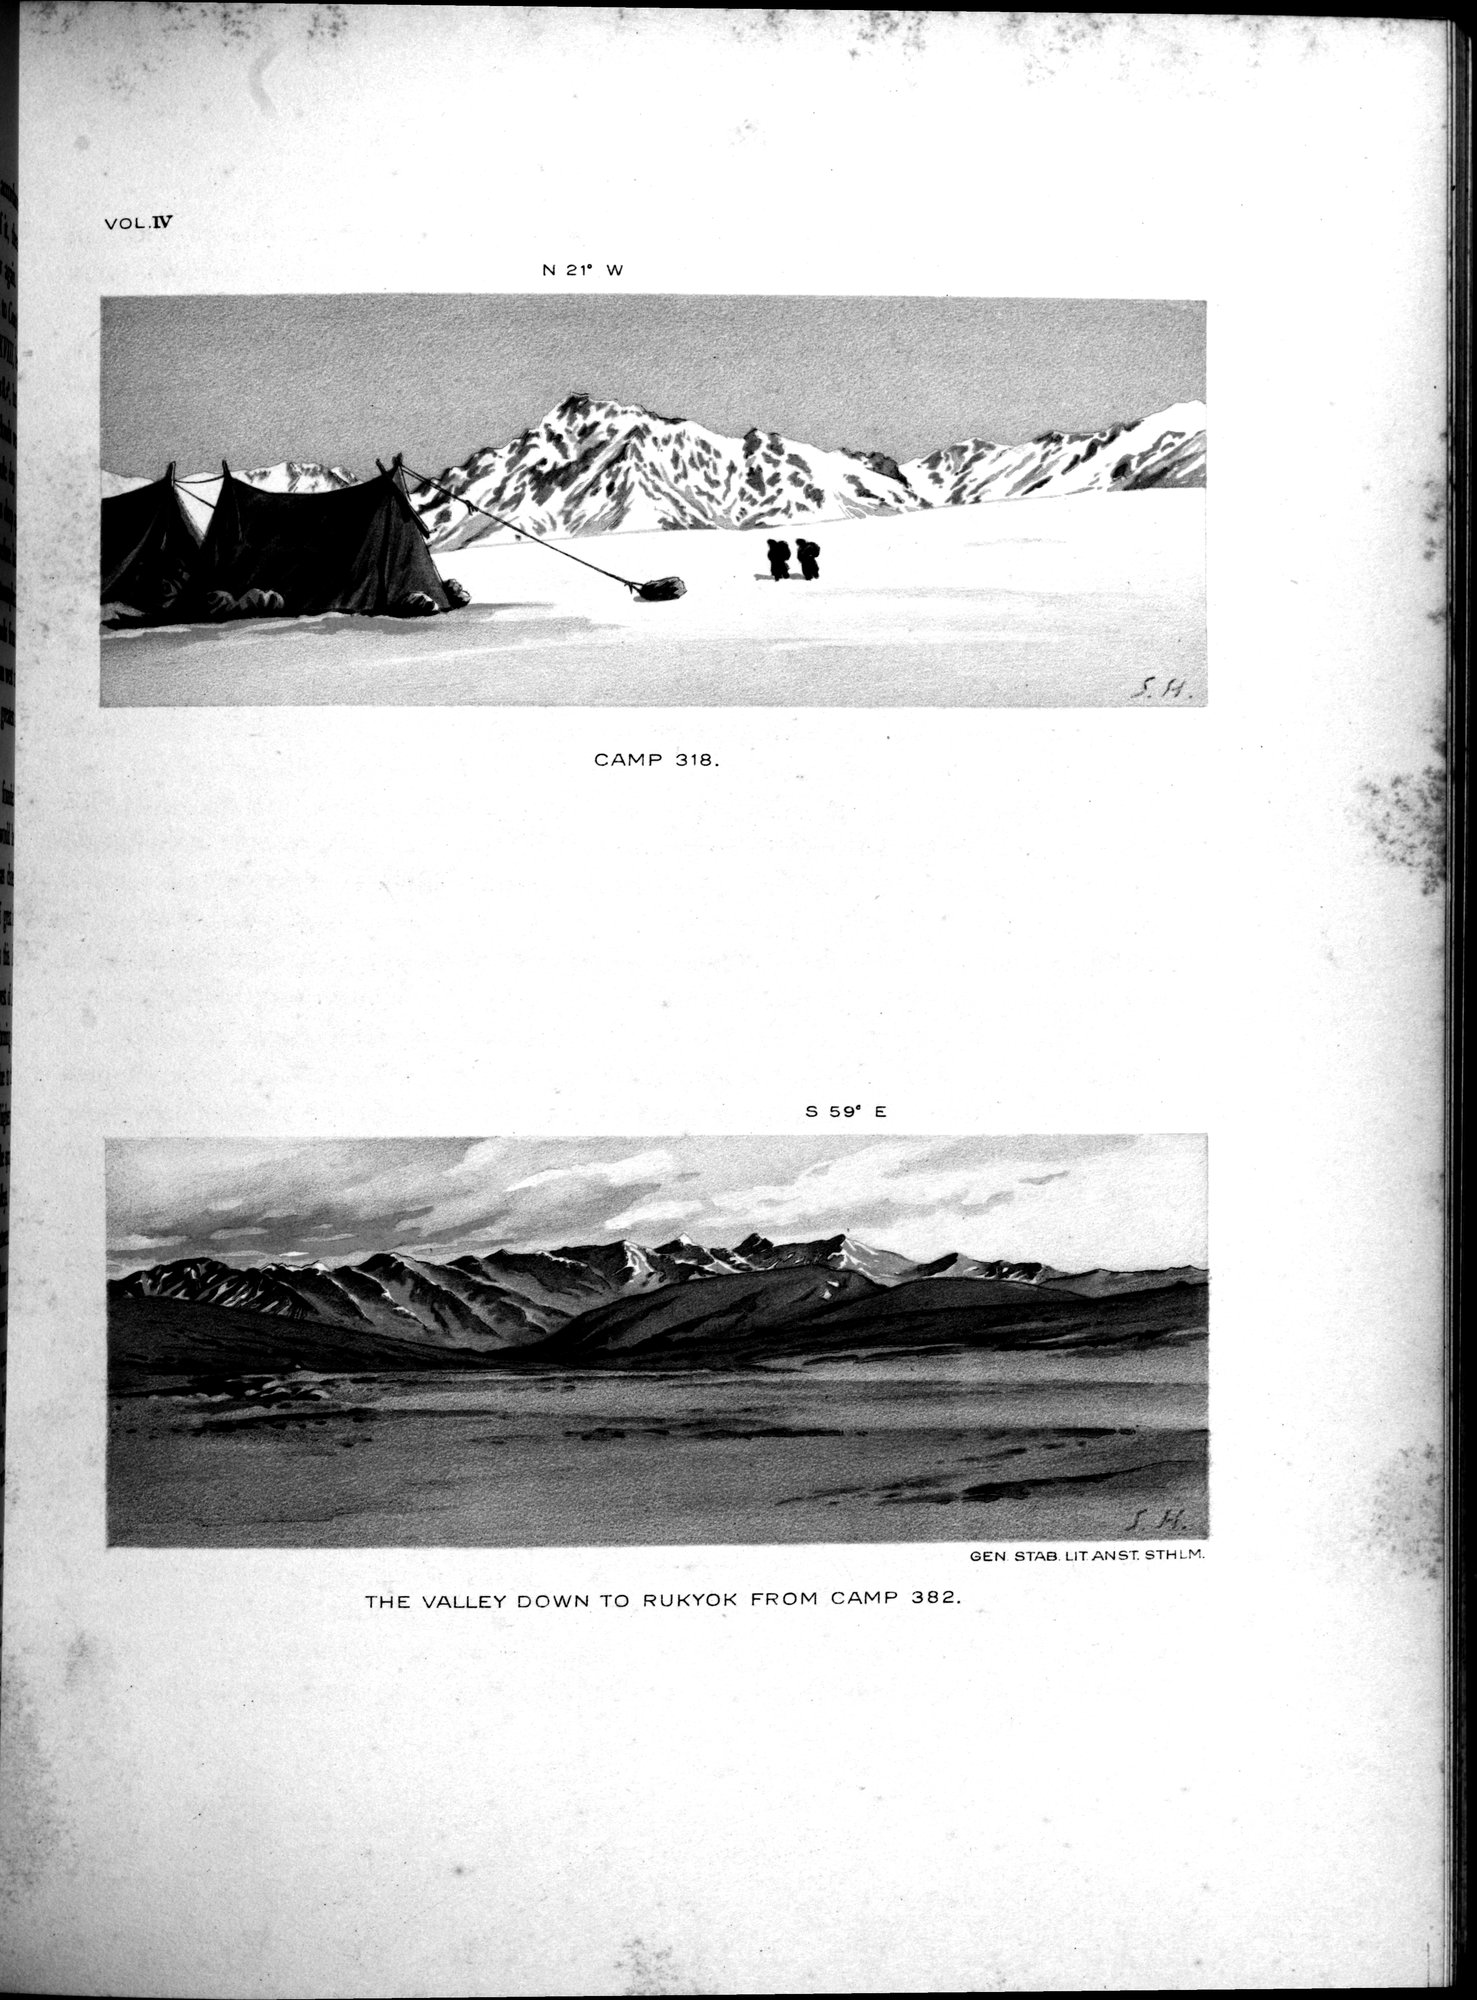 VOL.IV
N 21° W
S. H.
CAMP 318.
S 59° E
S. H.
GEN. STAB. LIT. ANST. STHLM.
THE VALLEY DOWN TO RUKYOK FROM CAMP 382.